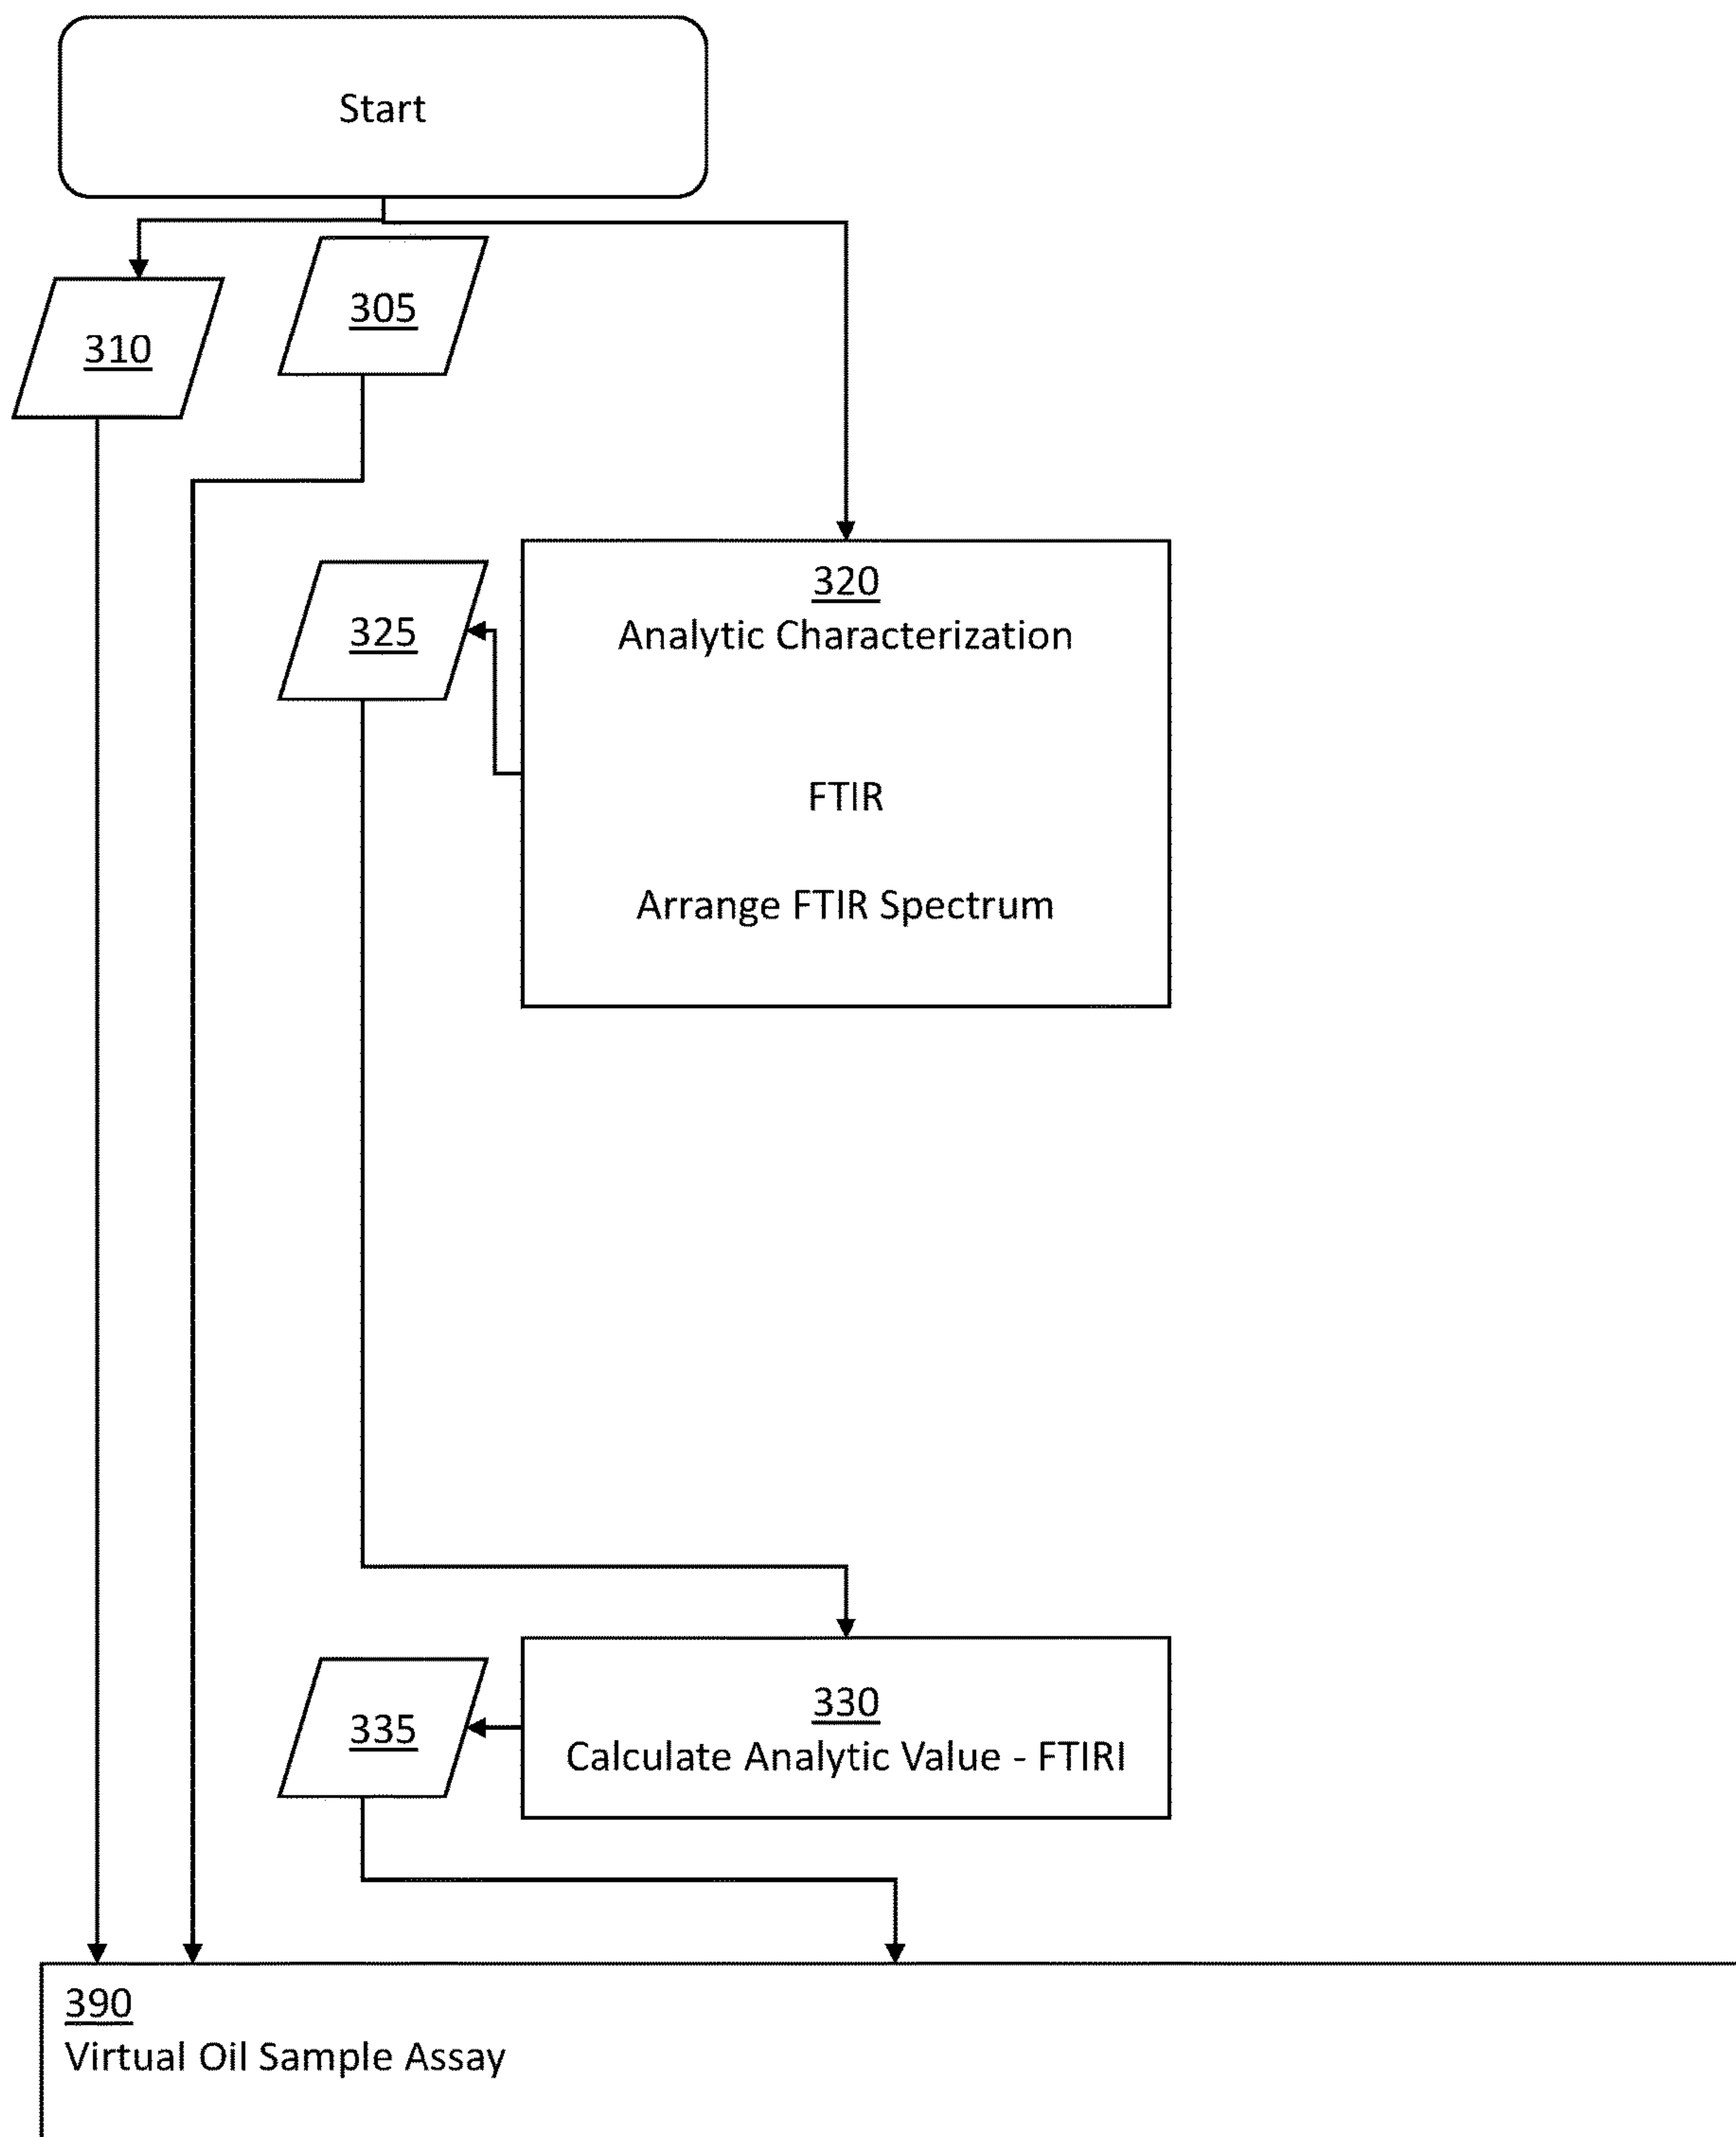 Start
305
310
320
Analytic Characterization
325
FTIR
Arrange FTIR Spectrum
330
335
Calculate Analytic Value - FTIRI
390
Virtual Oil Sample Assay